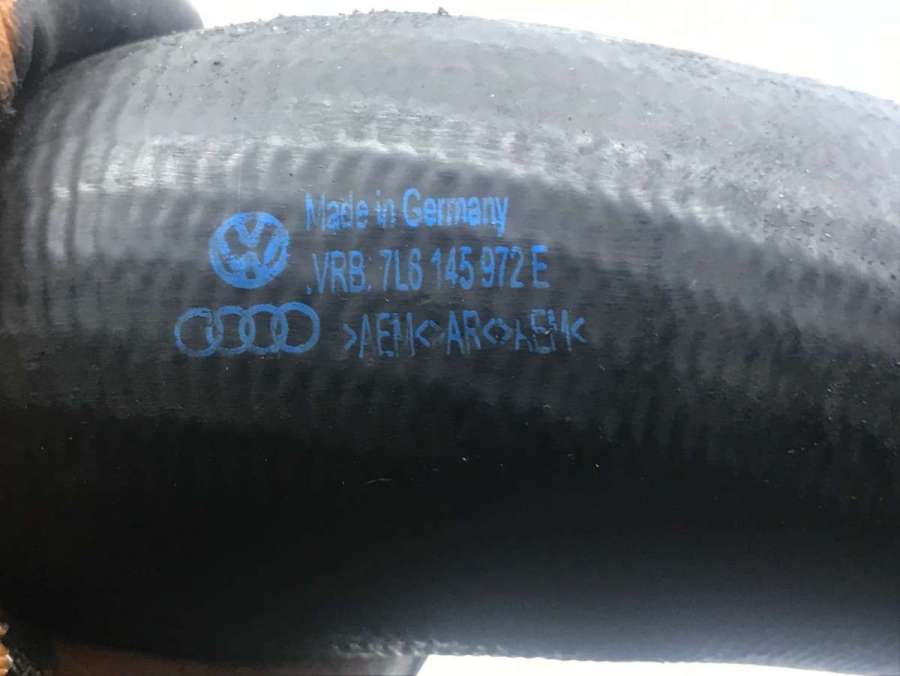 Made in Germany
.VRB: 7L6 145 972 E
>AEM<>AR<>AEM<